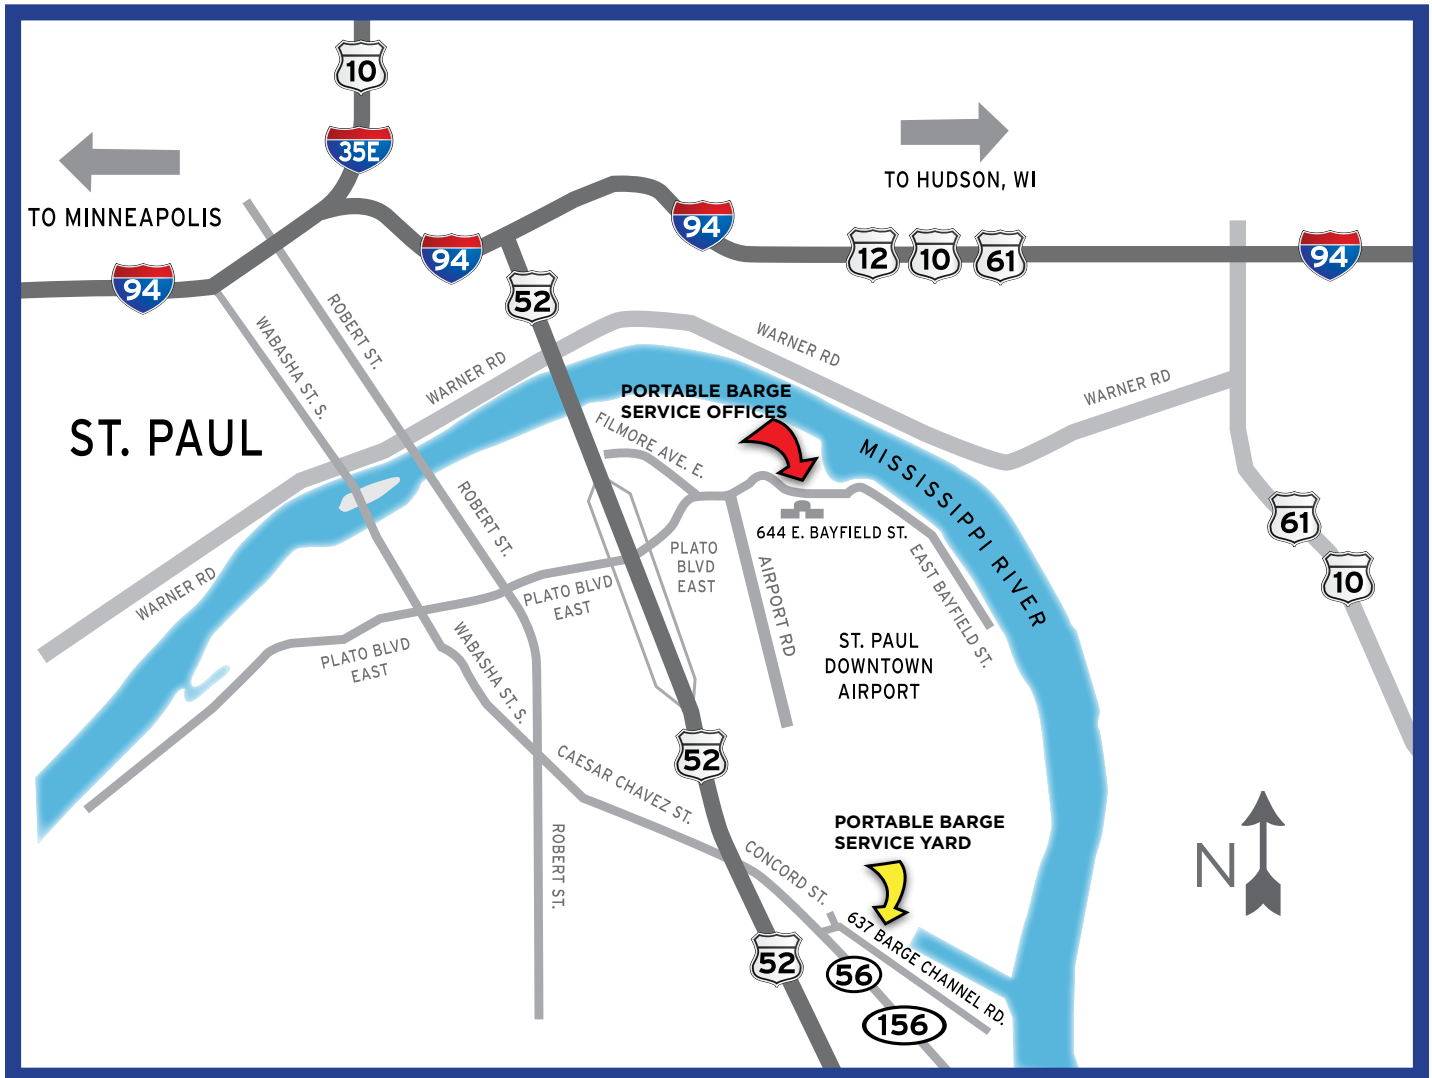 10
35E
TO MINNEAPOLIS
TO HUDSON, WI
94
94
94
12
10
61
94
52
ROBERT ST.
WABASHA ST. S.
WARNER RD
WARNER RD
WARNER RD
ST. PAUL
PORTABLE BARGE
SERVICE OFFICES
FILMORE AVE. E.
MISSISSIPPI RIVER
ROBERT ST.
644 E. BAYFIELD ST.
61
10
WARNER RD
PLATO BLVD
EAST
PLATO BLVD
EAST
PLATO BLVD
EAST
AIRPORT RD
EAST BAYFIELD ST.
ST. PAUL
DOWNTOWN
AIRPORT
WABASHA ST. S.
52
CAESAR CHAVEZ ST.
ROBERT ST.
CONCORD ST.
PORTABLE BARGE
SERVICE YARD
N
637 BARGE CHANNEL RD.
52
56
156